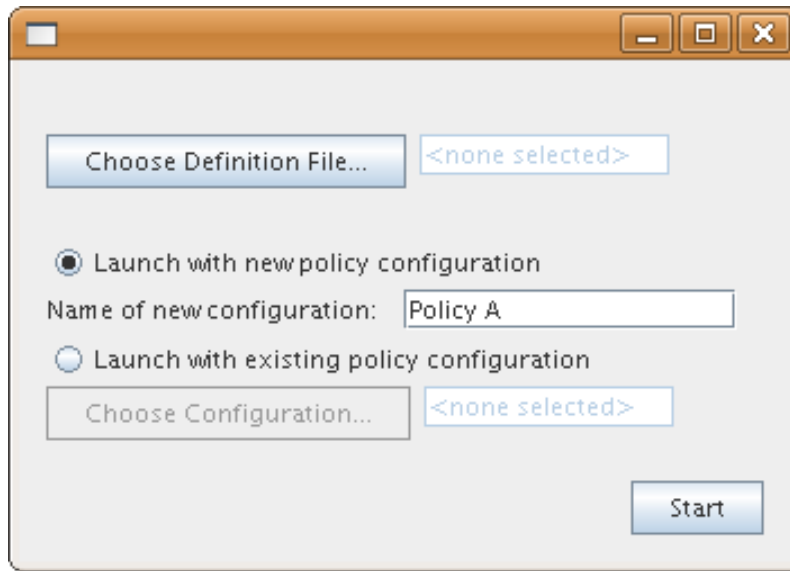 Choose Definition File... <none selected>
Launch with new policy configuration
Name of new configuration: Policy A
Launch with existing policy configuration
Choose Configuration... <none selected>
Start